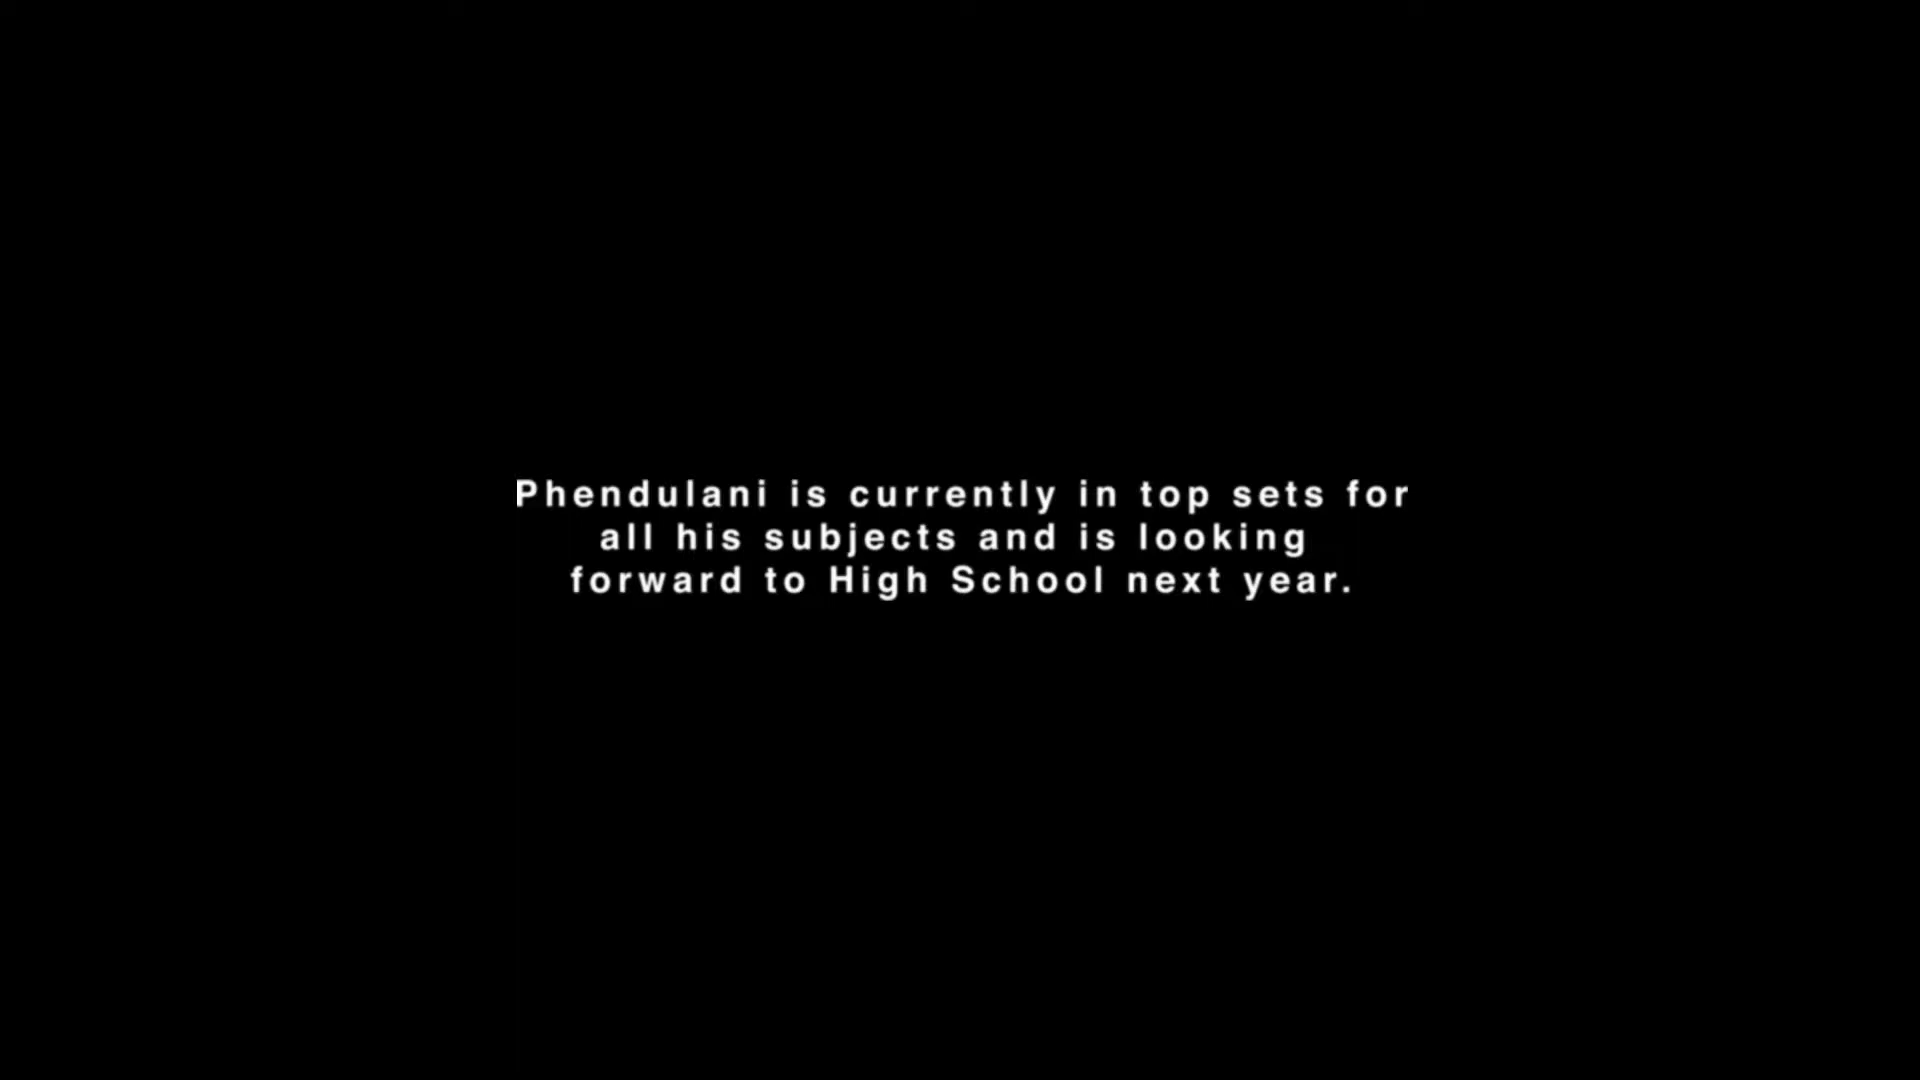 Phendulani is currently in top sets for
all his subjects and is looking
forward to High School next year.